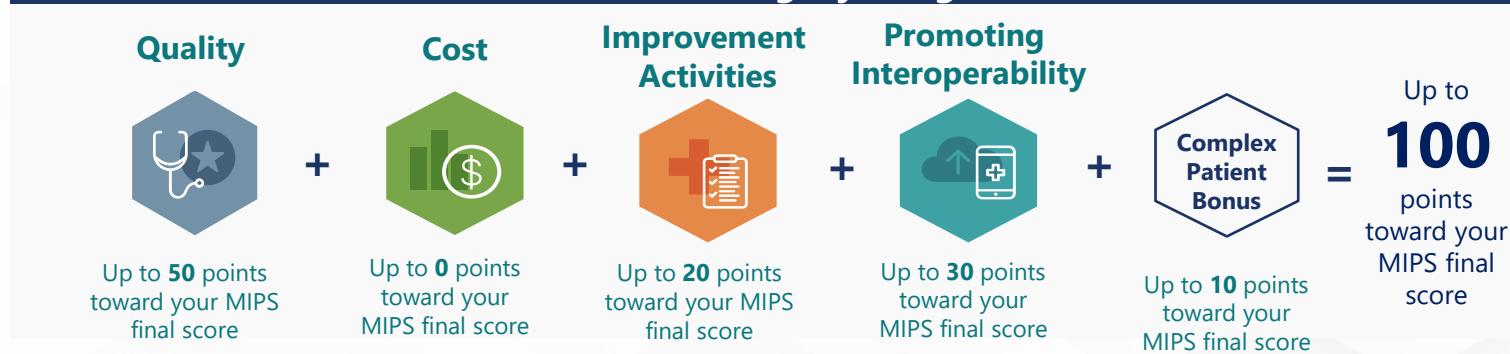 Quality
Cost
Improvement
Activities
Promoting
Interoperability
+
+
+
+
Complex
Patient
Bonus
=
Up to
100
points
toward your
MIPS final
score
Up to 50 points
toward your MIPS
final score
Up to 0 points
toward your
MIPS final score
Up to 20 points
toward your MIPS
final score
Up to 30 points
toward your
MIPS final score
Up to 10 points
toward your
MIPS final score